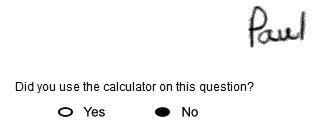 Paul
Did you use the calculator on this question?
Yes No